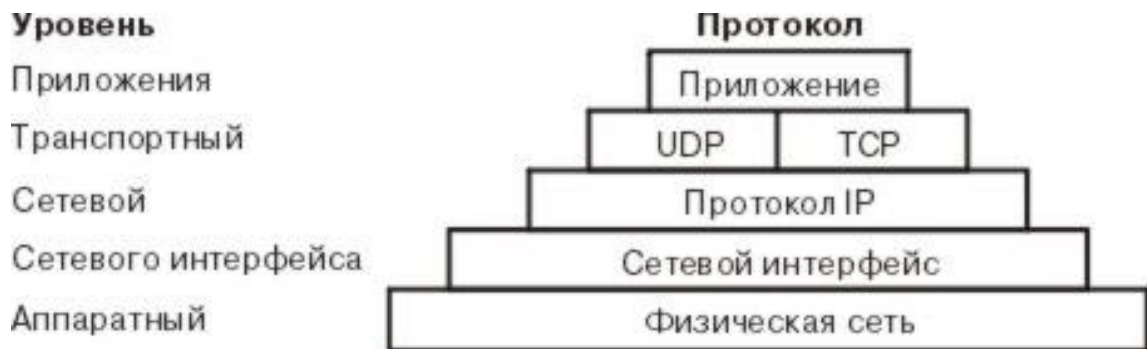 Уровень Протокол
Приложения Приложение
Транспортный UDP TCP
Сетевой Протокол IP
Сетевого интерфейса Сетевой интерфейс
Аппаратный Физическая сеть